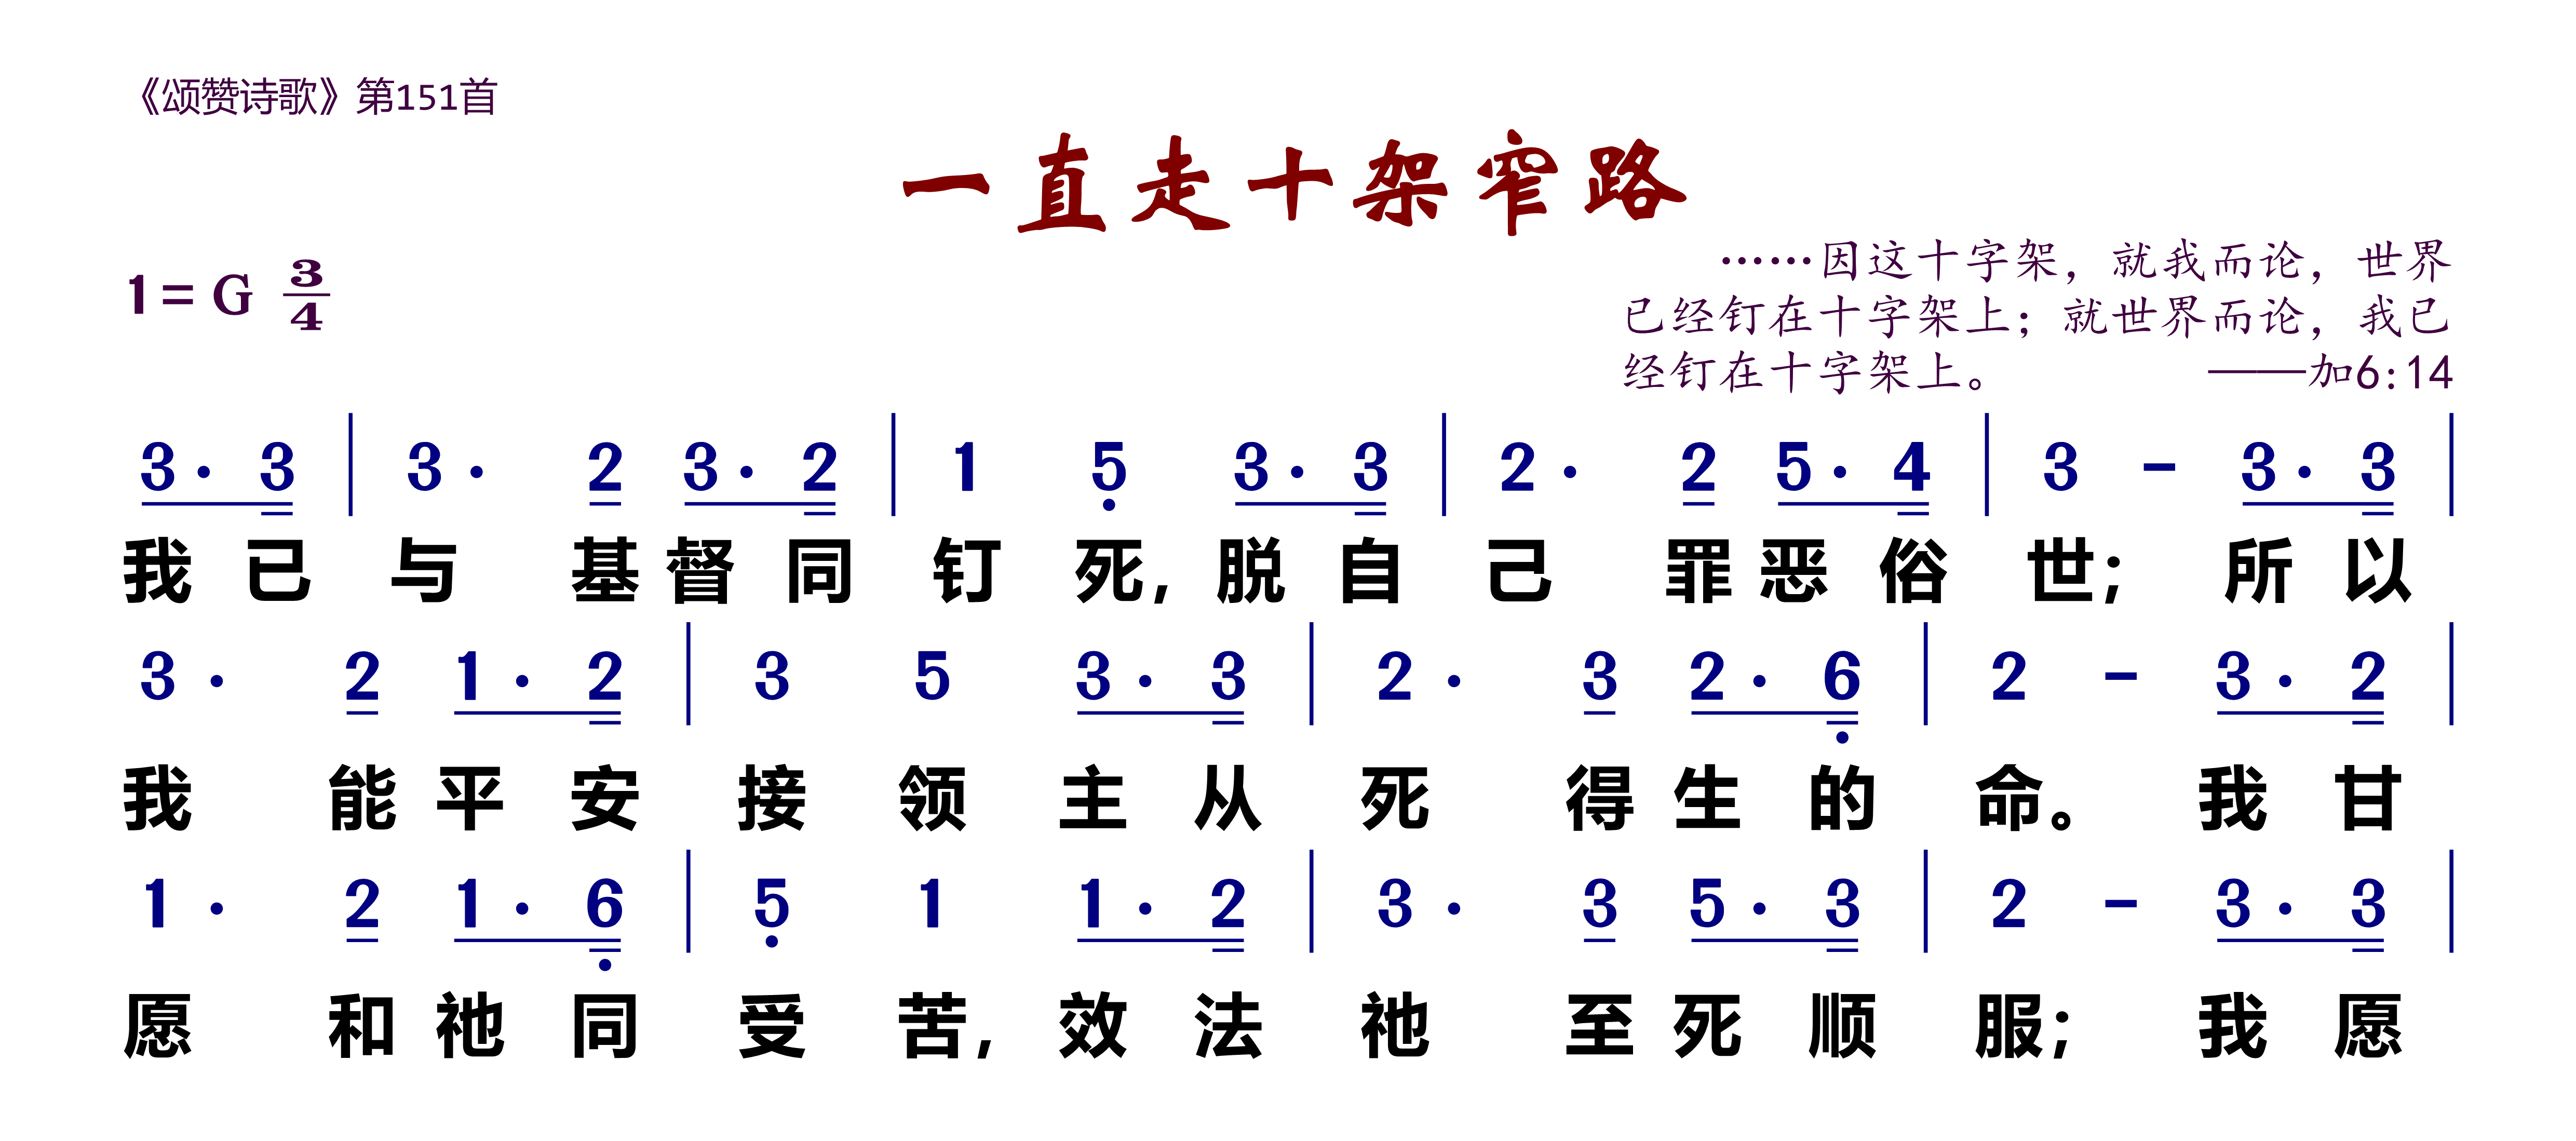 《颂赞诗歌》第151首
一直走十架窄路
1= G 3/4
……因这十字架，就我而论，世界
已经钉在十字架上；就世界而论，我已
经钉在十字架上。 ——加6:14
3· 3 | 3· 2 3· 2 | 1 5 3· 3 | 2· 2 5· 4 | 3 - 3· 3 |
我已与基督同钉死，脱自己罪恶俗世；所以
3· 2 1· 2 | 3 5 3· 3 | 2· 3 2· 6 | 2 - 3· 2 |
我能平安接领主从死得生的命。我甘
1· 2 1· 6 | 5 1 1· 2 | 3· 3 5· 3 | 2 - 3· 3 |
愿和祂同受苦，效法祂至死顺服；我愿